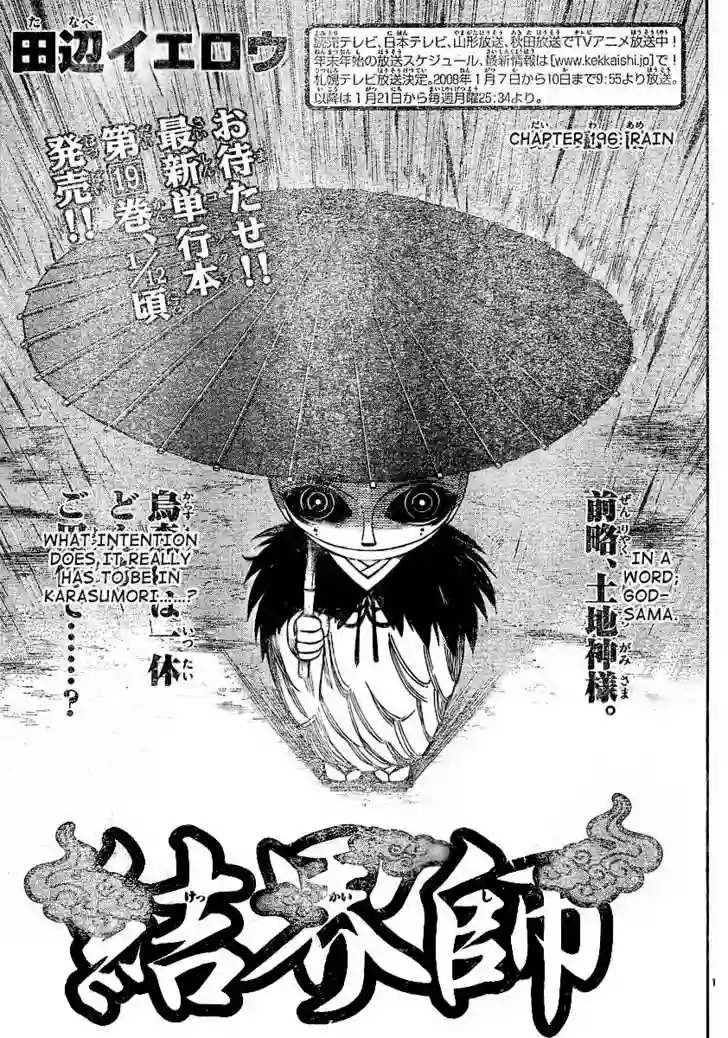 田辺イエロウ
読売テレビ、日本テレビ、山形放送、秋田放送でTVアニメ放送中!
年末年始の放送スケジュール、最新情報は[www.kekkaishi.jp]で!
札幌テレビ放送決定。2008年1月7日から10日まで9:55より放送。
以降は1月21日から毎週月曜25:34より。
CHAPTER 196: RAIN
お待たせ!!
最新単行本
第19巻、1/12頃
発売!!
前略、土地神様。
IN A
WORD;
GOD-
SAMA.
WHAT INTENTION
DOES IT REALLY
HAS TO BE IN
KARASUMORI......?
烏
は一体
ど
ご
…………?
結界師
けっかいし
1